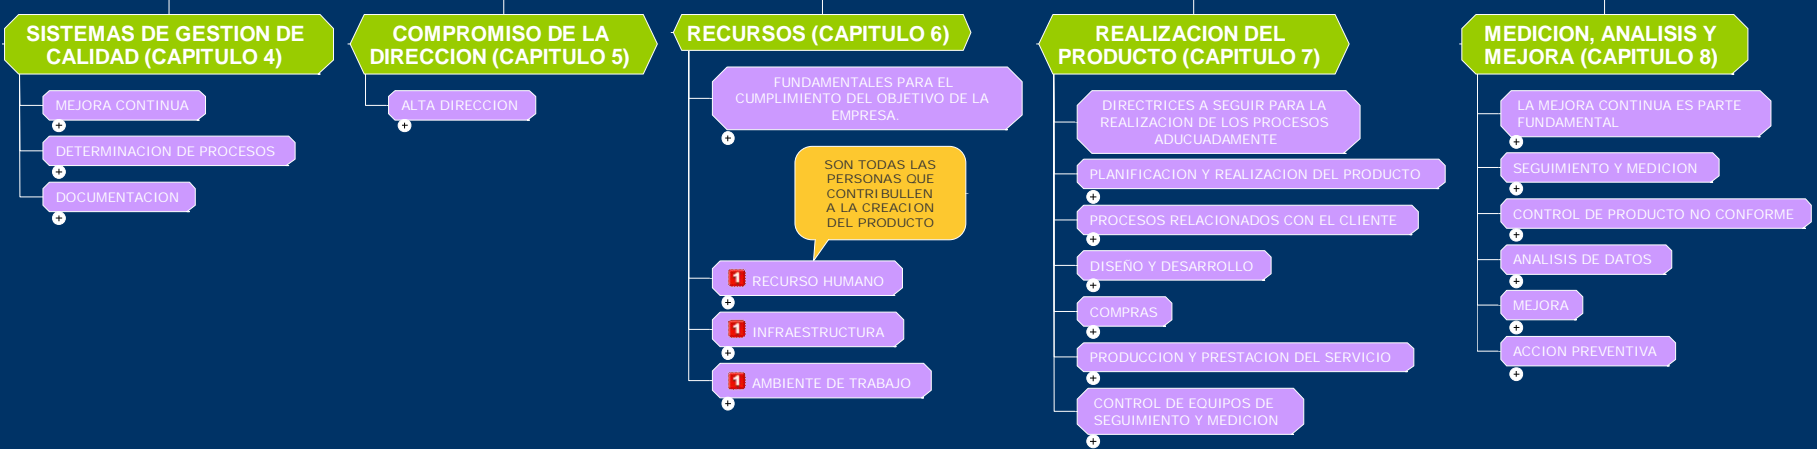 SISTEMAS DE GESTION DE
CALIDAD (CAPITULO 4)
MEJORA CONTINUA
DETERMINACION DE PROCESOS
DOCUMENTACION
COMPROMISO DE LA
DIRECCION (CAPITULO 5)
ALTA DIRECCION
RECURSOS (CAPITULO 6)
FUNDAMENTALES PARA EL
CUMPLIMIENTO DEL OBJETIVO DE LA
EMPRESA.
SON TODAS LAS
PERSONAS QUE
CONTRIBULLEN
A LA CREACION
DEL PRODUCTO
1 RECURSO HUMANO
1 INFRAESTRUCTURA
1 AMBIENTE DE TRABAJO
REALIZACION DEL
PRODUCTO (CAPITULO 7)
DIRECTRICES A SEGUIR PARA LA
REALIZACION DE LOS PROCESOS
ADUCUADAMENTE
PLANIFICACION Y REALIZACION DEL PRODUCTO
PROCESOS RELACIONADOS CON EL CLIENTE
DISEÑO Y DESARROLLO
COMPRAS
PRODUCCION Y PRESTACION DEL SERVICIO
CONTROL DE EQUIPOS DE
SEGUIMIENTO Y MEDICION
MEDICION, ANALISIS Y
MEJORA (CAPITULO 8)
LA MEJORA CONTINUA ES PARTE
FUNDAMENTAL
SEGUIMIENTO Y MEDICION
CONTROL DE PRODUCTO NO CONFORME
ANALISIS DE DATOS
MEJORA
ACCION PREVENTIVA